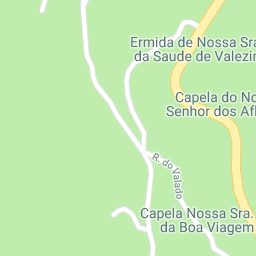 Ermida de Nossa Sra
da Saude de Valezin
Capela do No
Senhor dos Afl
R. do Valado
Capela Nossa Sra.
da Boa Viagem